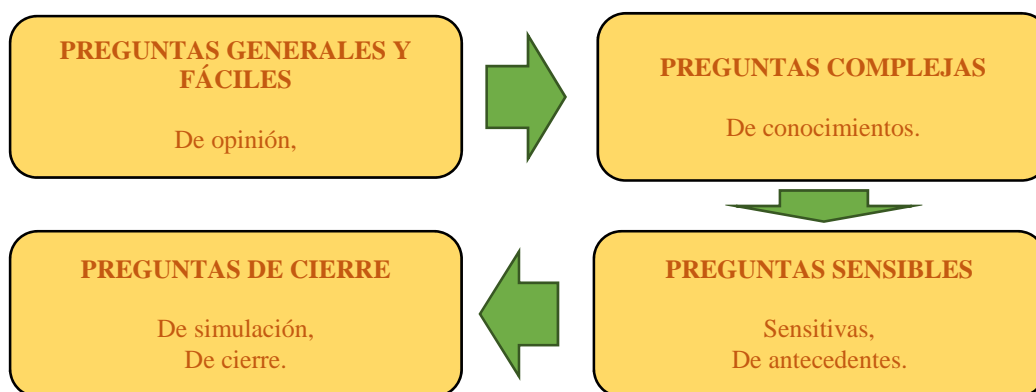 PREGUNTAS GENERALES Y
FÁCILES
De opinión,
PREGUNTAS COMPLEJAS
De conocimientos.
PREGUNTAS SENSIBLES
Sensitivas,
De antecedentes.
PREGUNTAS DE CIERRE
De simulación,
De cierre.